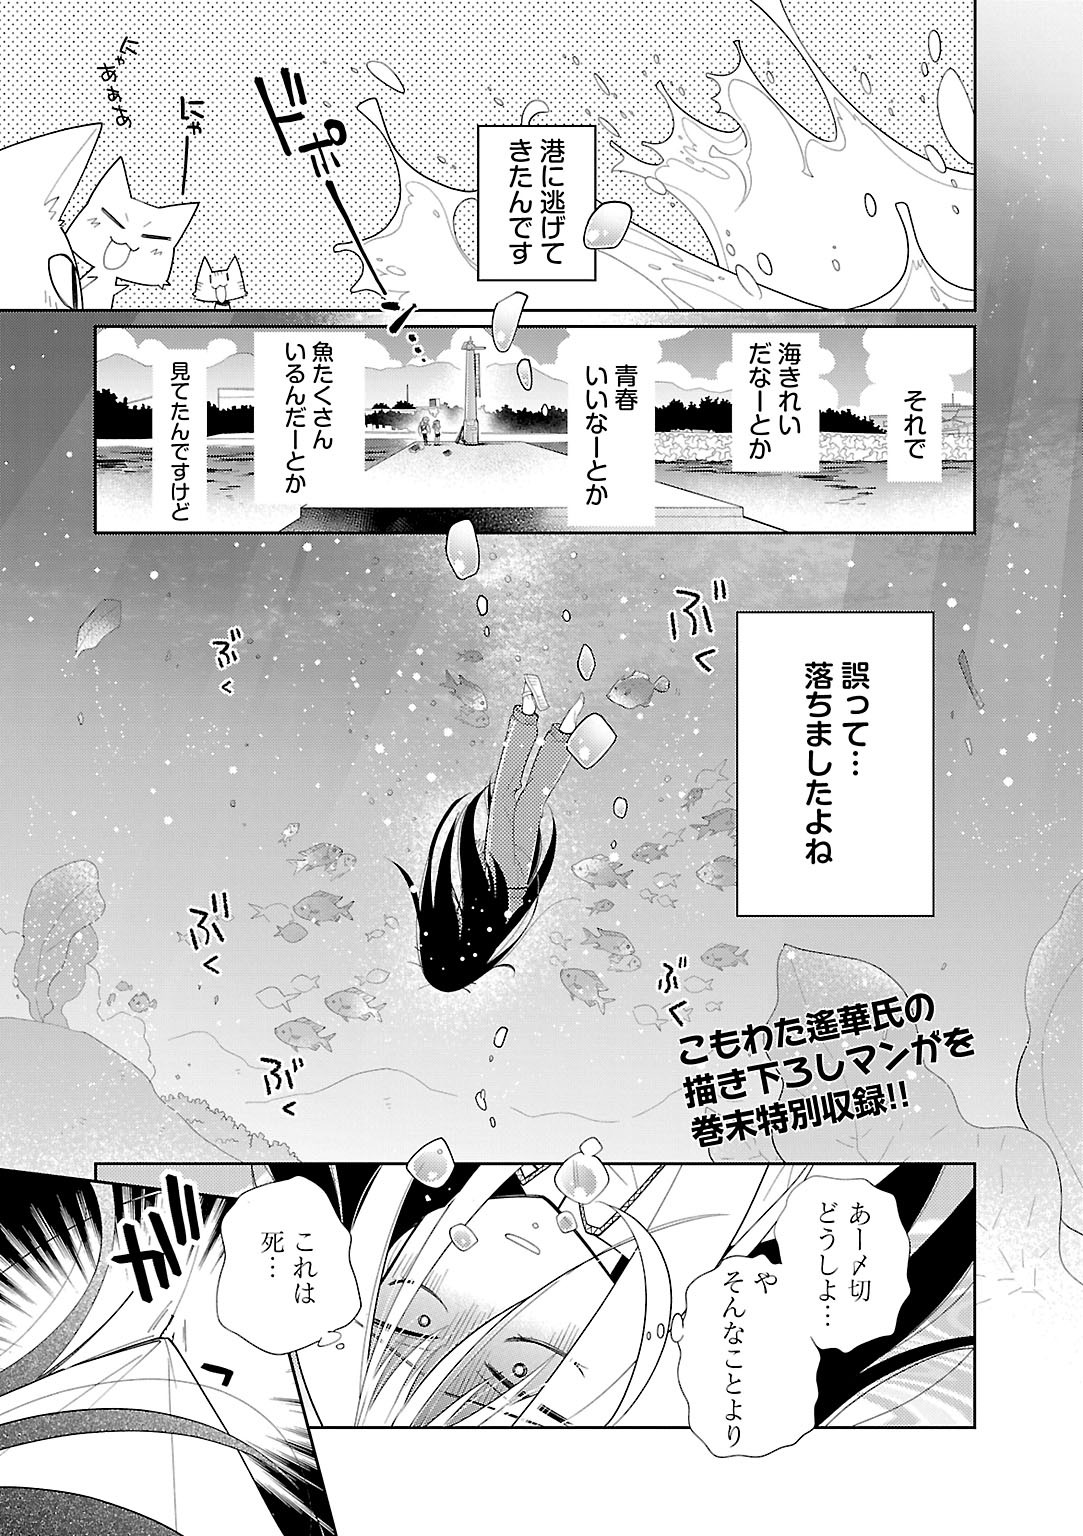 港に逃げて
きたんです
ドボーン
にゃー
にゃあぁぁぁ
それで
海きれい
だなーとか
青春
いいなーとか
魚たくさん
いるんだーとか
見てたんですけど
誤って…
落ちましたよね
ぶく
ぶく
ぶく
ぶく
こもわた遙華氏の
描き下ろしマンガを
巻末特別収録!!
あー〆切
どうしよ…
や
そんなことより
これは
死…
ガッ